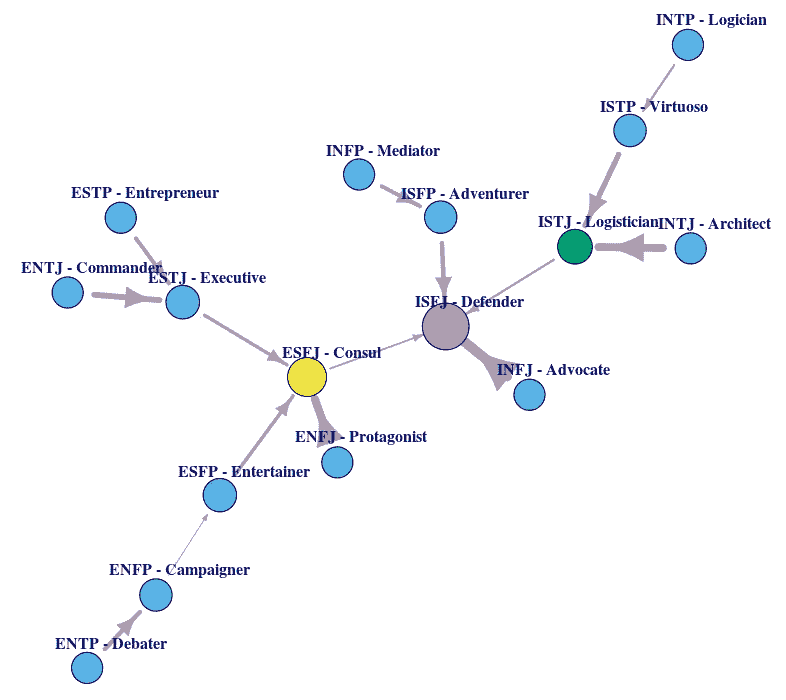 INTP - Logician
ISTP - Virtuoso
INFP - Mediator
ESTP - Entrepreneur
ISFP - Adventurer
ISTJ - Logistician
INTJ - Architect
ENTJ - Commander
ESTJ - Executive
ISFJ - Defender
ESFJ - Consul
INFJ - Advocate
ENFJ - Protagonist
ESFP - Entertainer
ENFP - Campaigner
ENTP - Debater